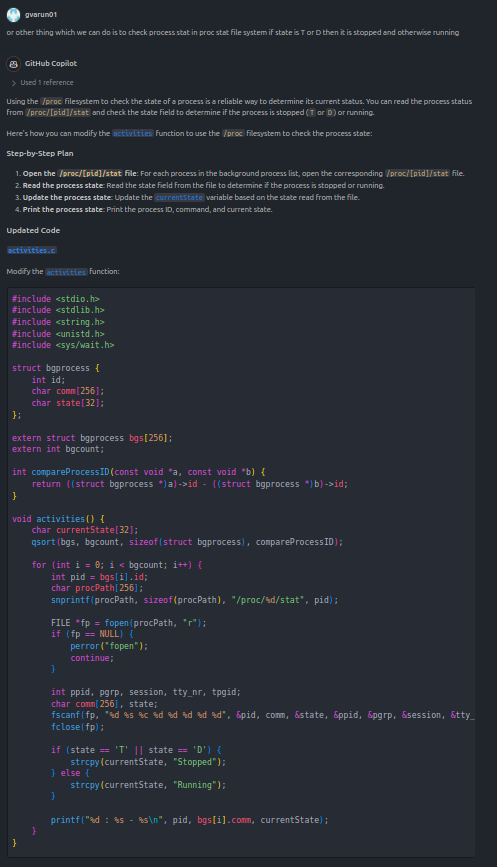 gvarun01
or other thing which we can do is to check process stat in proc stat file system if state is T or D then it is stopped and otherwise running
GitHub Copilot
Used 1 reference
Using the /proc filesystem to check the state of a process is a reliable way to determine its current status. You can read the process status
from /proc/[pid]/stat and check the state field to determine if the process is stopped (T or D) or running.
Here's how you can modify the activities function to use the /proc filesystem to check the process state:
Step-by-Step Plan
1. Open the /proc/[pid]/stat file: For each process in the background process list, open the corresponding /proc/[pid]/stat file.
2. Read the process state: Read the state field from the file to determine if the process is stopped or running.
3. Update the process state: Update the currentState variable based on the state read from the file.
4. Print the process state: Print the process ID, command, and current state.
Updated Code
activities.c
Modify the activities function:
#include <stdio.h>
#include <stdlib.h>
#include <string.h>
#include <unistd.h>
#include <sys/wait.h>
struct bgprocess {
    int id;
    char comm[256];
    char state[32];
};
extern struct bgprocess bgs[256];
extern int bgcount;
int compareProcessID(const void *a, const void *b) {
    return ((struct bgprocess *)a)->id - ((struct bgprocess *)b)->id;
}
void activities() {
    char currentState[32];
    qsort(bgs, bgcount, sizeof(struct bgprocess), compareProcessID);
    for (int i = 0; i < bgcount; i++) {
        int pid = bgs[i].id;
        char procPath[256];
        snprintf(procPath, sizeof(procPath), "/proc/%d/stat", pid);
        FILE *fp = fopen(procPath, "r");
        if (fp == NULL) {
            perror("fopen");
            continue;
        }
        int ppid, pgrp, session, tty_nr, tpgid;
        char comm[256], state;
        fscanf(fp, "%d %s %c %d %d %d %d %d", &pid, comm, &state, &ppid, &pgrp, &session, &tty_
        fclose(fp);
        if (state == 'T' || state == 'D') {
            strcpy(currentState, "Stopped");
        } else {
            strcpy(currentState, "Running");
        }
        printf("%d : %s - %s\n", pid, bgs[i].comm, currentState);
    }
}